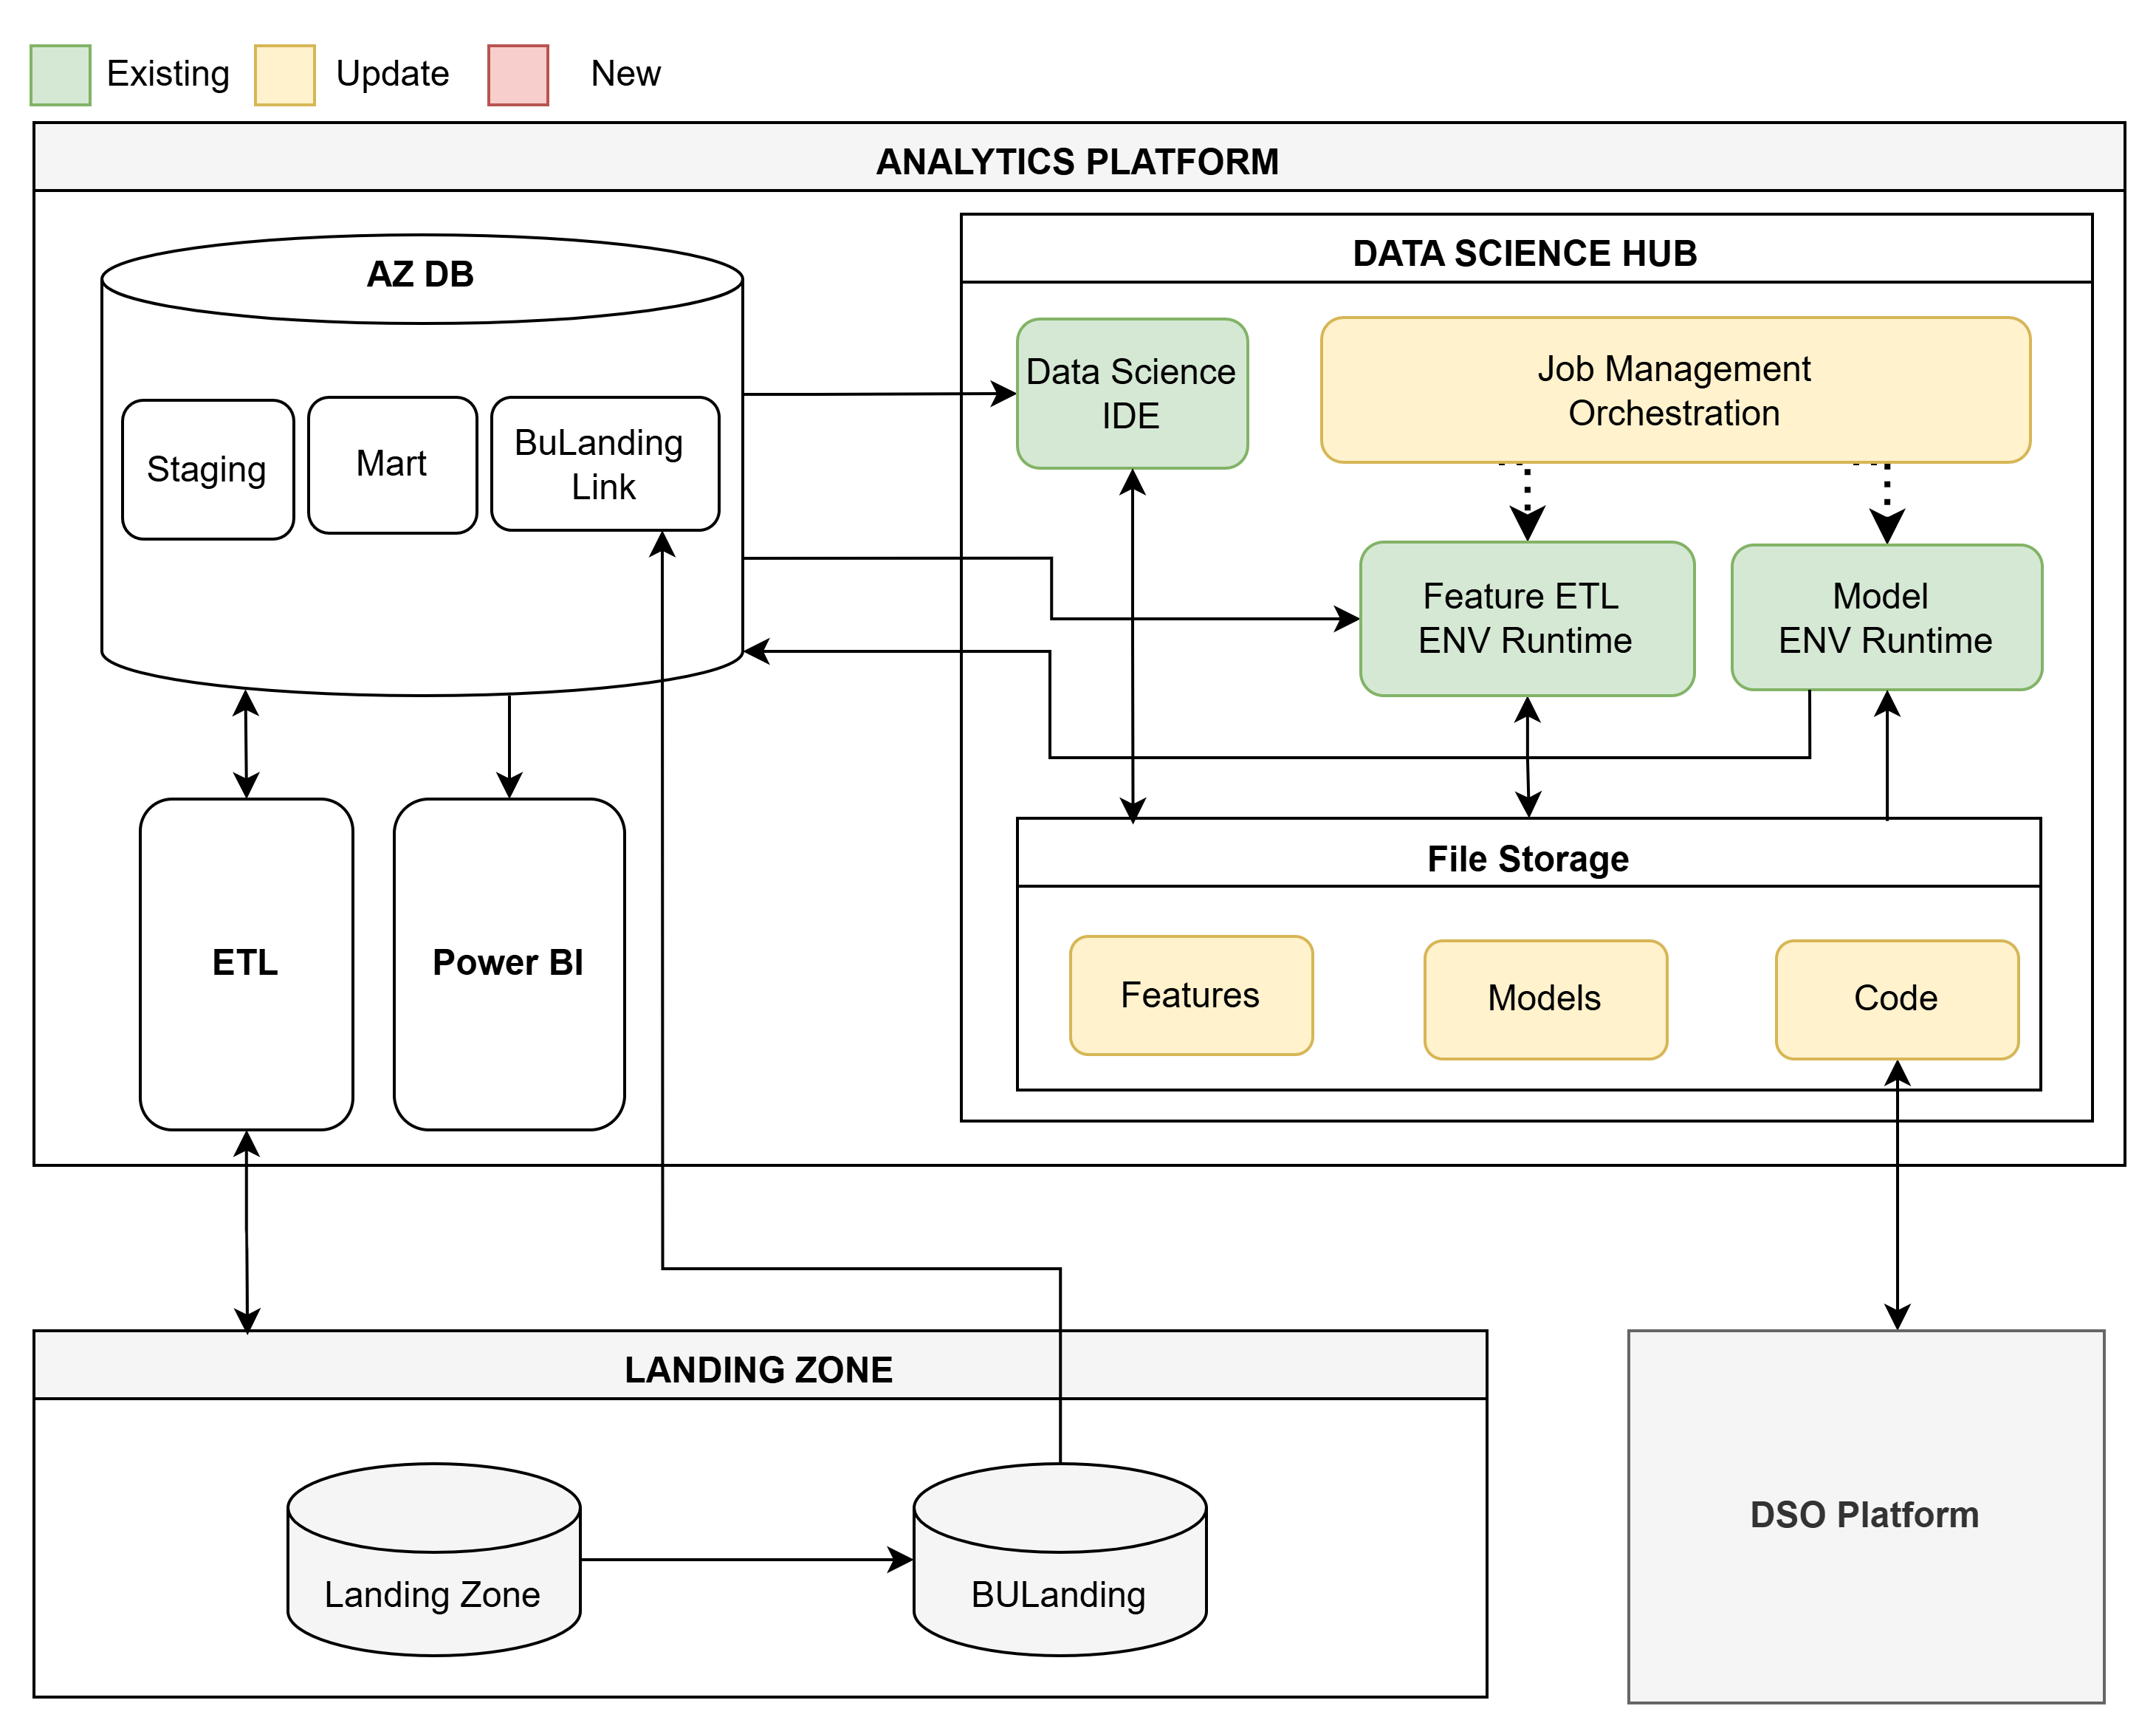 Existing
Update
New
ANALYTICS PLATFORM
AZ DB
DATA SCIENCE HUB
Data Science
IDE
Job Management
Orchestration
Staging
Mart
BuLanding
Link
Feature ETL
ENV Runtime
Model
ENV Runtime
File Storage
ETL
Power BI
Features
Models
Code
LANDING ZONE
Landing Zone
BULanding
DSO Platform